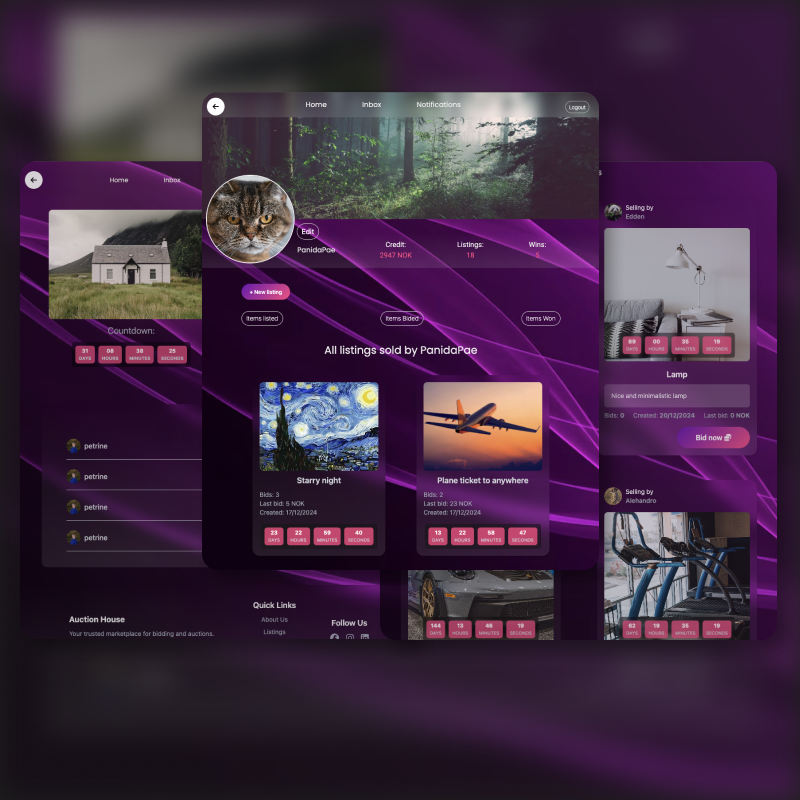 Home Inbox Notifications Logout
Edit
PanidaPae
Credit: Listings: Wins:
2947 NOK 18 5
+ New listing
Items listed Items Bided Items Won
All listings sold by PanidaPae
Starry night
Bids: 3
Last bid: 5 NOK
Created: 17/12/2024
23 22 59 40
DAYS HOURS MINUTES SECONDS
Plane ticket to anywhere
Bids: 2
Last bid: 23 NOK
Created: 17/12/2024
13 22 58 47
DAYS HOURS MINUTES SECONDS
Home Inbox
Countdown:
31 08 38 25
DAYS HOURS MINUTES SECONDS
petrine
petrine
petrine
petrine
Auction House
Your trusted marketplace for bidding and auctions.
Quick Links
About Us
Listings
Follow Us
s
Selling by
Edden
69 00 35 19
DAYS HOURS MINUTES SECONDS
Lamp
Nice and minimalistic lamp
Bids: 0 Created: 20/12/2024 Last bid: 0 NOK
Bid now
Selling by
Alehandro
144 13 46 19
DAYS HOURS MINUTES SECONDS
62 19 35 19
DAYS HOURS MINUTES SECONDS